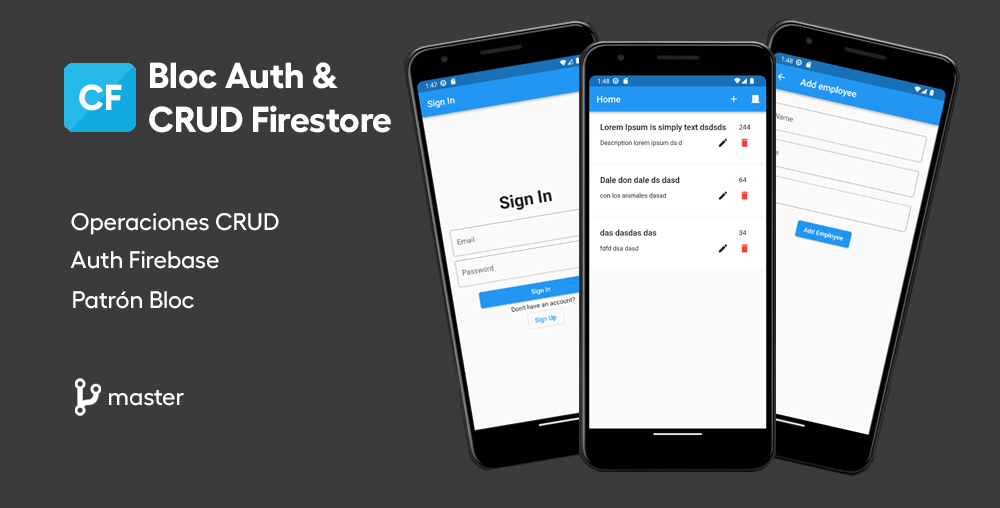 CF
Bloc Auth &
CRUD Firestore
Operaciones CRUD
Auth Firebase
Patrón Bloc
master
1:47
Sign In
Sign In
Email
Password
Sign In
Don't have an account?
Sign Up
1:48
Home
Lorem Ipsum is simply text dsdsds 244
Description lorem ipsum ds d
Dale don dale ds dasd 64
con los animales dasad
das dasdas das 34
fdfd dsa dasd
1:48
Add employee
Name
Add Employee